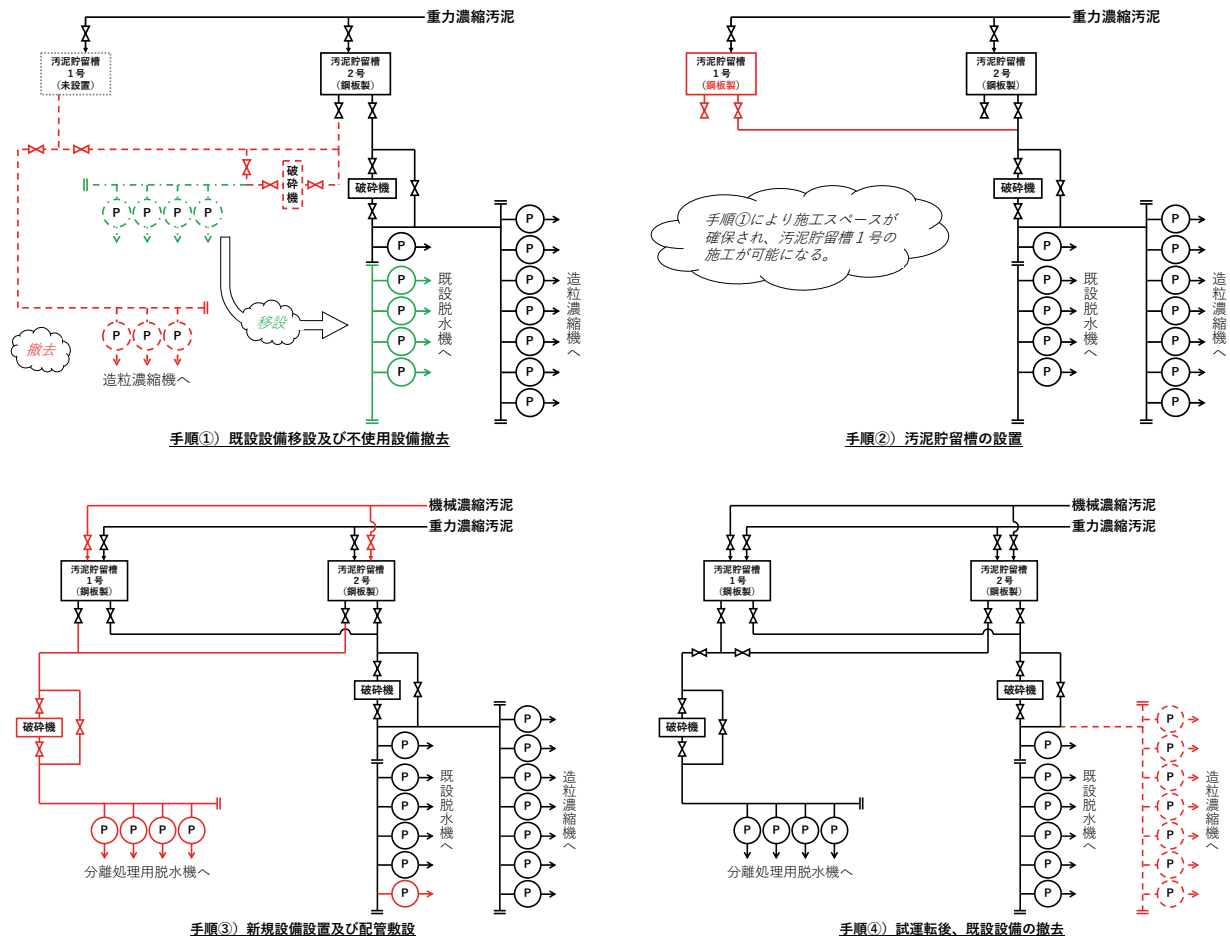 重力濃縮汚泥
汚泥貯留槽
1号
（未設置）
汚泥貯留槽
2号
（鋼板製）
破砕機
破砕機
P P P P
P
P
P
P
P
P
P
P
P
P
P
P
既設脱水機へ
造粒濃縮機へ
移設
撤去
P P P
造粒濃縮機へ
手順①）既設設備移設及び不使用設備撤去
重力濃縮汚泥
汚泥貯留槽
1号
（鋼板製）
汚泥貯留槽
2号
（鋼板製）
破砕機
手順①により施工スペースが
確保され、汚泥貯留槽１号の
施工が可能になる。
P
P
P
P
P
P
P
P
P
P
P
P
既設脱水機へ
造粒濃縮機へ
手順②）汚泥貯留槽の設置
機械濃縮汚泥
重力濃縮汚泥
汚泥貯留槽
1号
（鋼板製）
汚泥貯留槽
2号
（鋼板製）
破砕機
破砕機
P P P P
分離処理用脱水機へ
P
P
P
P
P
P
P
P
P
P
P
P
P
既設脱水機へ
造粒濃縮機へ
手順③）新規設備設置及び配管敷設
機械濃縮汚泥
重力濃縮汚泥
汚泥貯留槽
1号
（鋼板製）
汚泥貯留槽
2号
（鋼板製）
破砕機
破砕機
P P P P
分離処理用脱水機へ
P
P
P
P
P
P
P
P
P
P
P
P
P
既設脱水機へ
造粒濃縮機へ
手順④）試運転後、既設設備の撤去